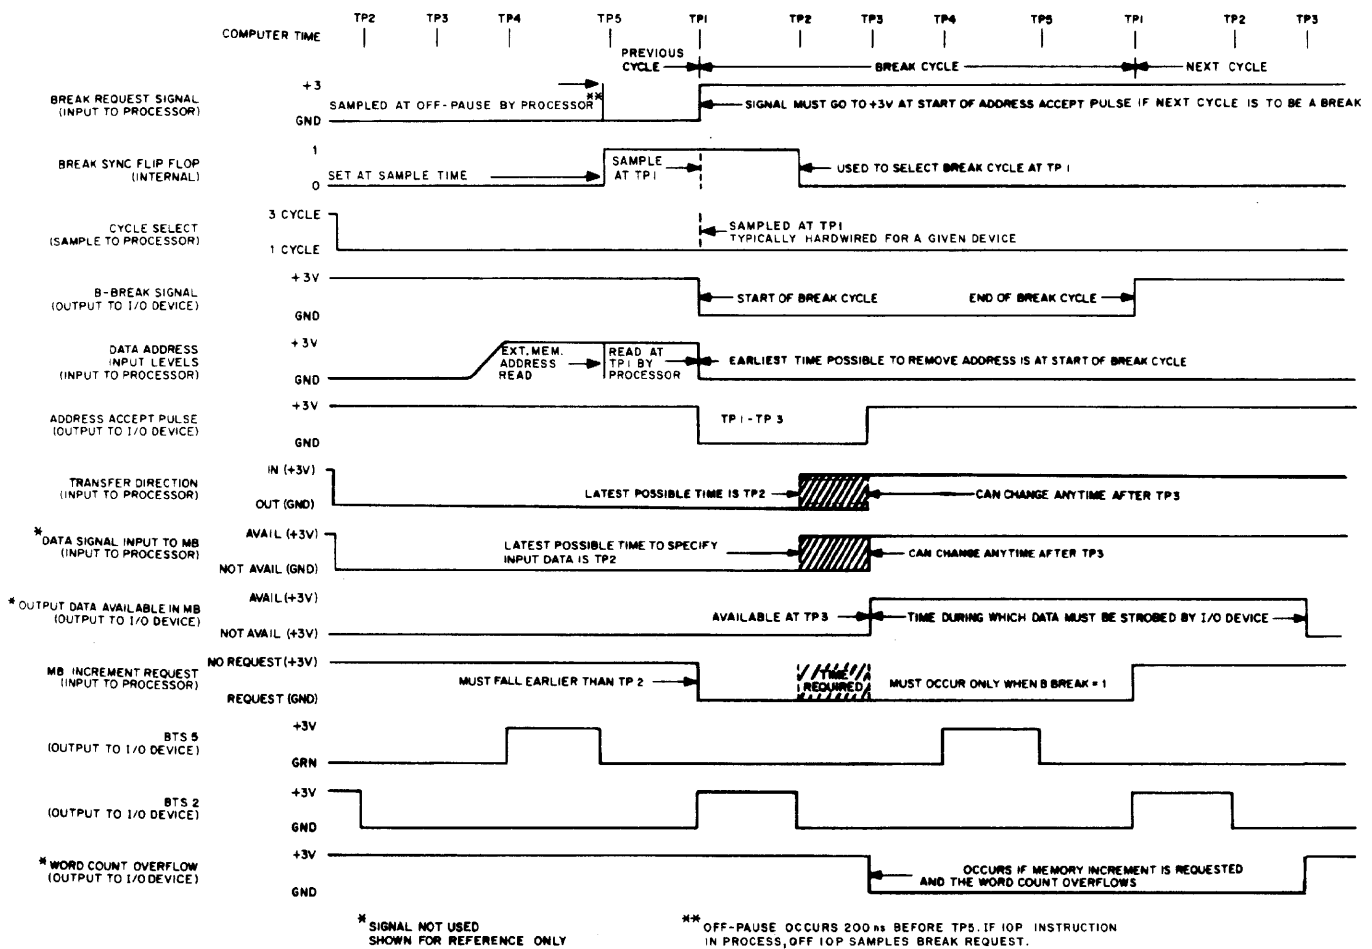 TP2 TP3 TP4 TP5 TP1 TP2 TP3 TP4 TP5 TP1 TP2 TP3
COMPUTER TIME
PREVIOUS CYCLE
BREAK CYCLE
NEXT CYCLE
BREAK REQUEST SIGNAL
(INPUT TO PROCESSOR)
+3
GND
SAMPLED AT OFF-PAUSE BY PROCESSOR**
SIGNAL MUST GO TO +3V AT START OF ADDRESS ACCEPT PULSE IF NEXT CYCLE IS TO BE A BREAK
BREAK SYNC FLIP FLOP
(INTERNAL)
1
0
SET AT SAMPLE TIME
SAMPLE
AT TP1
USED TO SELECT BREAK CYCLE AT TP1
CYCLE SELECT
(SAMPLE TO PROCESSOR)
3 CYCLE
1 CYCLE
SAMPLED AT TP1
TYPICALLY HARDWIRED FOR A GIVEN DEVICE
B-BREAK SIGNAL
(OUTPUT TO I/O DEVICE)
+3V
GND
START OF BREAK CYCLE
END OF BREAK CYCLE
DATA ADDRESS
INPUT LEVELS
(INPUT TO PROCESSOR)
+3V
GND
EXT. MEM.
ADDRESS
READ
READ AT
TP1 BY
PROCESSOR
EARLIEST TIME POSSIBLE TO REMOVE ADDRESS IS AT START OF BREAK CYCLE
ADDRESS ACCEPT PULSE
(OUTPUT TO I/O DEVICE)
+3V
GND
TP1-TP3
TRANSFER DIRECTION
(INPUT TO PROCESSOR)
IN (+3V)
OUT (GND)
LATEST POSSIBLE TIME IS TP2
CAN CHANGE ANYTIME AFTER TP3
*DATA SIGNAL INPUT TO MB
(INPUT TO PROCESSOR)
AVAIL (+3V)
NOT AVAIL (GND)
LATEST POSSIBLE TIME TO SPECIFY
INPUT DATA IS TP2
CAN CHANGE ANYTIME AFTER TP3
*OUTPUT DATA AVAILABLE IN MB
(OUTPUT TO I/O DEVICE)
AVAIL (+3V)
NOT AVAIL (+3V)
AVAILABLE AT TP3
TIME DURING WHICH DATA MUST BE STROBED BY I/O DEVICE
MB INCREMENT REQUEST
(INPUT TO PROCESSOR)
NO REQUEST (+3V)
REQUEST (GND)
MUST FALL EARLIER THAN TP 2
TIME
REQUIRED
MUST OCCUR ONLY WHEN B BREAK = 1
BTS 5
(OUTPUT TO I/O DEVICE)
+3V
GRN
BTS 2
(OUTPUT TO I/O DEVICE)
+3V
GND
*WORD COUNT OVERFLOW
(OUTPUT TO I/O DEVICE)
+3V
GND
OCCURS IF MEMORY INCREMENT IS REQUESTED
AND THE WORD COUNT OVERFLOWS
*SIGNAL NOT USED
SHOWN FOR REFERENCE ONLY
**OFF-PAUSE OCCURS 200 ns BEFORE TP5. IF IOP INSTRUCTION
IN PROCESS, OFF IOP SAMPLES BREAK REQUEST.